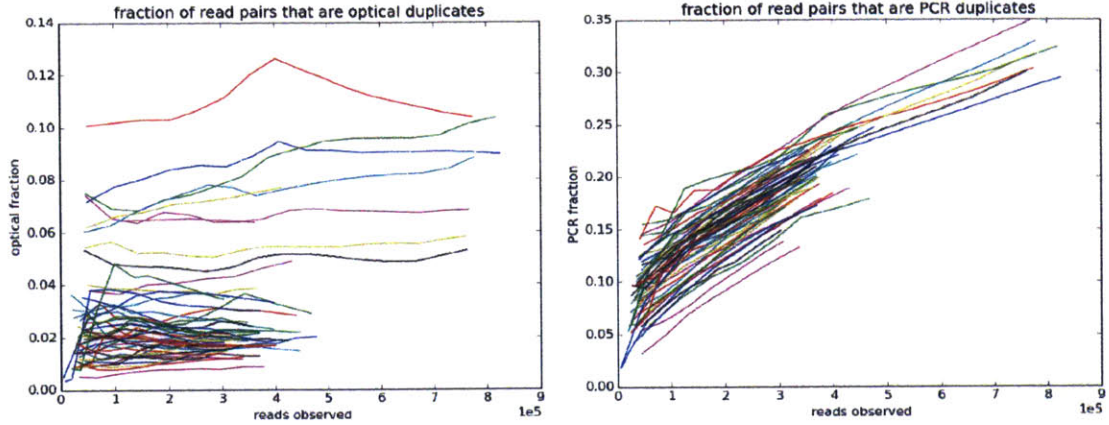 fraction of read pairs that are optical duplicates
0.14
0.12
0.10
0.08
0.06
0.04
0.02
0.00
optical fraction
0 1 2 3 4 5 6 7 8 9
1e5
reads observed
fraction of read pairs that are PCR duplicates
0.35
0.30
0.25
0.20
0.15
0.10
0.05
0.00
PCR fraction
0 1 2 3 4 5 6 7 8 9
1e5
reads observed